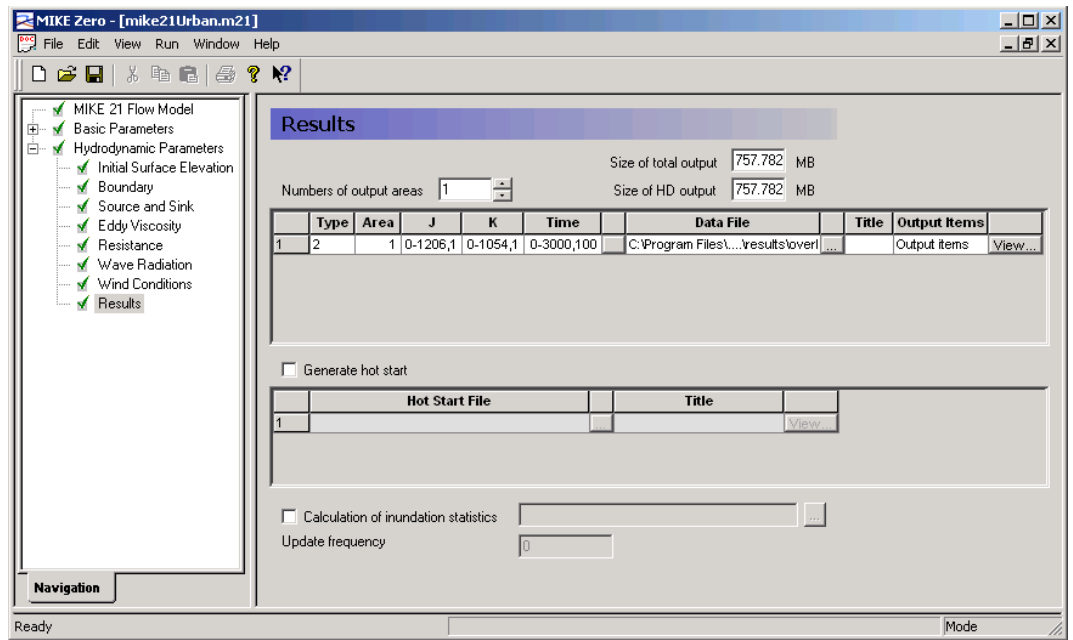 MIKE Zero - [mike21Urban.m21]
File Edit View Run Window Help
MIKE 21 Flow Model
Basic Parameters
Hydrodynamic Parameters
Initial Surface Elevation
Boundary
Source and Sink
Eddy Viscosity
Resistance
Wave Radiation
Wind Conditions
Results
Navigation
Results
Size of total output 757.782 MB
Numbers of output areas 1 Size of HD output 757.782 MB
Type Area J K Time Data File Title Output Items
1 2 1 0-1206,1 0-1054,1 0-3000,100 C:\Program Files\....\results\overl ... Output items View...
Generate hot start
Hot Start File Title
1 ... View...
Calculation of inundation statistics ...
Update frequency 0
Ready Mode